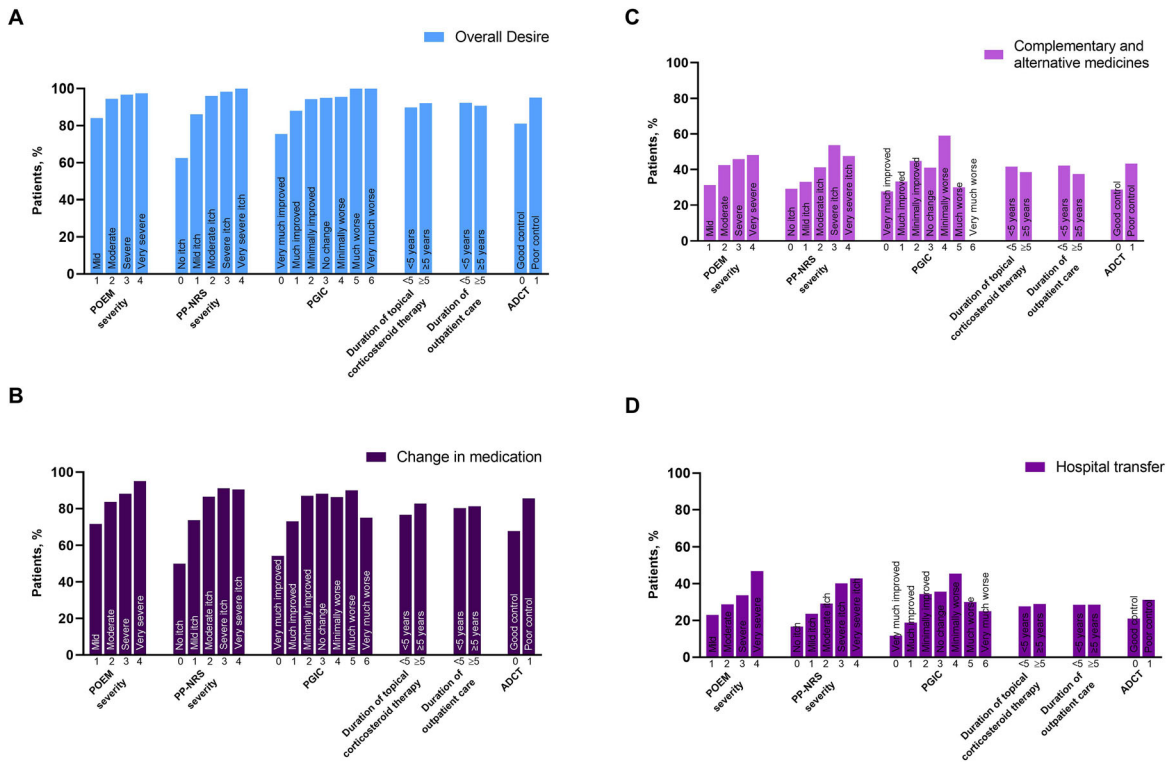 A
Overall Desire
Patients, %
100
80
60
40
20
0
Mild
Moderate
Severe
Very severe
No itch
Mild itch
Moderate itch
Severe itch
Very severe itch
Very much improved
Much improved
Minimally improved
No change
Minimally worse
Much worse
Very much worse
<5 years
≥5 years
<5 years
≥5 years
Good control
Poor control
1 2 3 4
0 1 2 3 4
0 1 2 3 4 5 6
<5 ≥5
<5 ≥5
0 1
POEM
severity
PP-NRS
severity
PGIC
Duration of topical
corticosteroid therapy
Duration of
outpatient care
ADCT
B
Change in medication
Patients, %
100
80
60
40
20
0
Mild
Moderate
Severe
Very severe
No itch
Mild itch
Moderate itch
Severe itch
Very severe itch
Very much improved
Much improved
Minimally improved
No change
Minimally worse
Much worse
Very much worse
<5 years
≥5 years
<5 years
≥5 years
Good control
Poor control
1 2 3 4
0 1 2 3 4
0 1 2 3 4 5 6
<5 ≥5
<5 ≥5
0 1
POEM
severity
PP-NRS
severity
PGIC
Duration of topical
corticosteroid therapy
Duration of
outpatient care
ADCT
C
Complementary and
alternative medicines
Patients, %
100
80
60
40
20
0
Mild
Moderate
Severe
Very severe
No itch
Mild itch
Moderate itch
Severe itch
Very severe itch
Very much improved
Much improved
Minimally improved
No change
Minimally worse
Much worse
Very much worse
<5 years
≥5 years
<5 years
≥5 years
Good control
Poor control
1 2 3 4
0 1 2 3 4
0 1 2 3 4 5 6
<5 ≥5
<5 ≥5
0 1
POEM
severity
PP-NRS
severity
PGIC
Duration of topical
corticosteroid therapy
Duration of
outpatient care
ADCT
D
Hospital transfer
Patients, %
100
80
60
40
20
0
Mild
Moderate
Severe
Very severe
No itch
Mild itch
Moderate itch
Severe itch
Very severe itch
Very much improved
Much improved
Minimally improved
No change
Minimally worse
Much worse
Very much worse
<5 years
≥5 years
<5 years
≥5 years
Good control
Poor control
1 2 3 4
0 1 2 3 4
0 1 2 3 4 5 6
<5 ≥5
<5 ≥5
0 1
POEM
severity
PP-NRS
severity
PGIC
Duration of topical
corticosteroid therapy
Duration of
outpatient care
ADCT